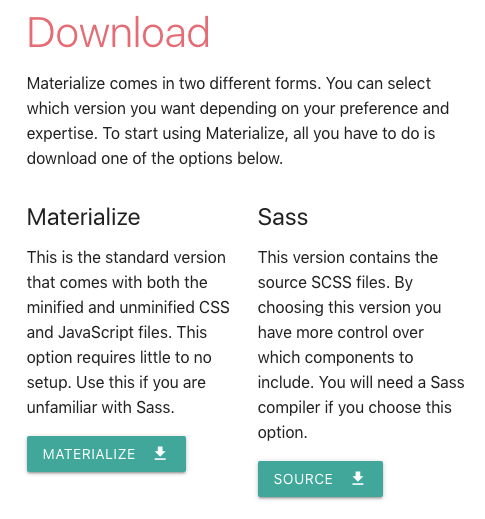 Download
Materialize comes in two different forms. You can select
which version you want depending on your preference and
expertise. To start using Materialize, all you have to do is
download one of the options below.
Materialize
This is the standard version
that comes with both the
minified and unminified CSS
and JavaScript files. This
option requires little to no
setup. Use this if you are
unfamiliar with Sass.
MATERIALIZE
Sass
This version contains the
source SCSS files. By
choosing this version you
have more control over
which components to
include. You will need a Sass
compiler if you choose this
option.
SOURCE